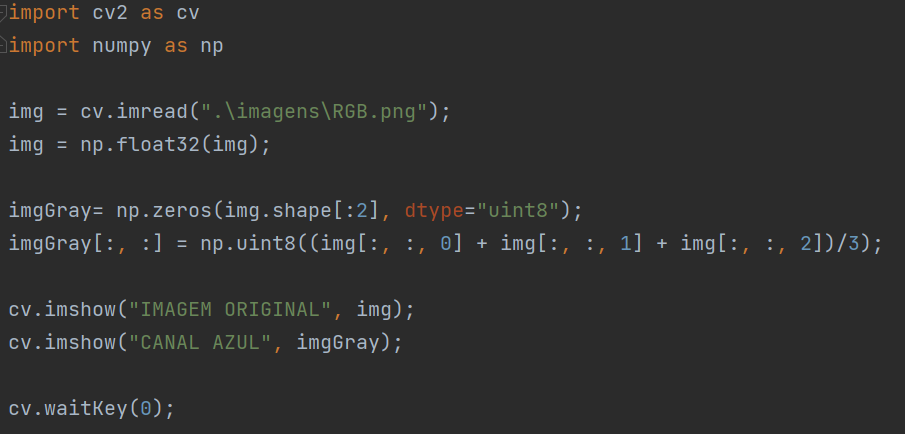 import cv2 as cv
import numpy as np
img = cv.imread(".\imagens\RGB.png");
img = np.float32(img);
imgGray= np.zeros(img.shape[:2], dtype="uint8");
imgGray[:, :] = np.uint8((img[:, :, 0] + img[:, :, 1] + img[:, :, 2])/3);
cv.imshow("IMAGEM ORIGINAL", img);
cv.imshow("CANAL AZUL", imgGray);
cv.waitKey(0);